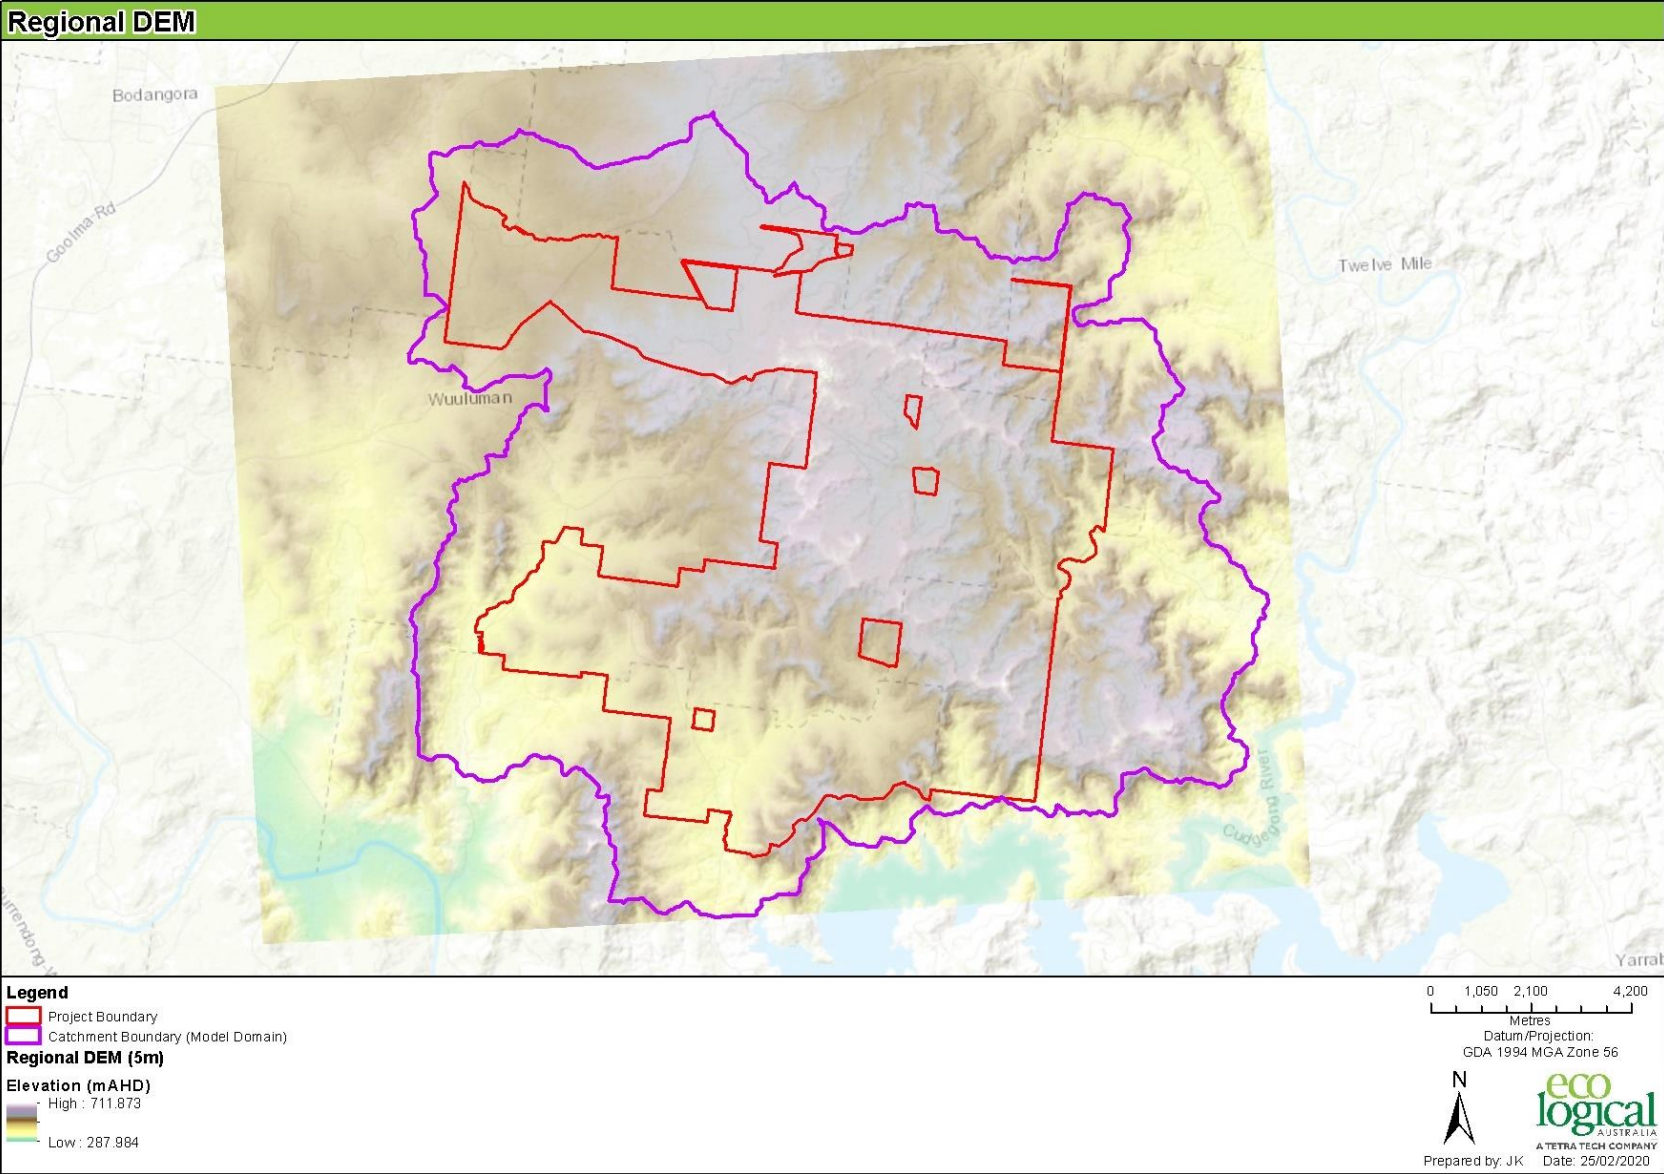 Regional DEM
Bodangora
Goolma-Rd
Twelve Mile
Wuuluman
Cudgegong River
Yarrab
Legend
Project Boundary
Catchment Boundary (Model Domain)
Regional DEM (5m)
Elevation (mAHD)
High : 711.873
Low : 287.984
0 1,050 2,100 4,200
Metres
Datum/Projection:
GDA 1994 MGA Zone 56
N
eco
logical
AUSTRALIA
A TETRA TECH COMPANY
Prepared by: JK Date: 25/02/2020